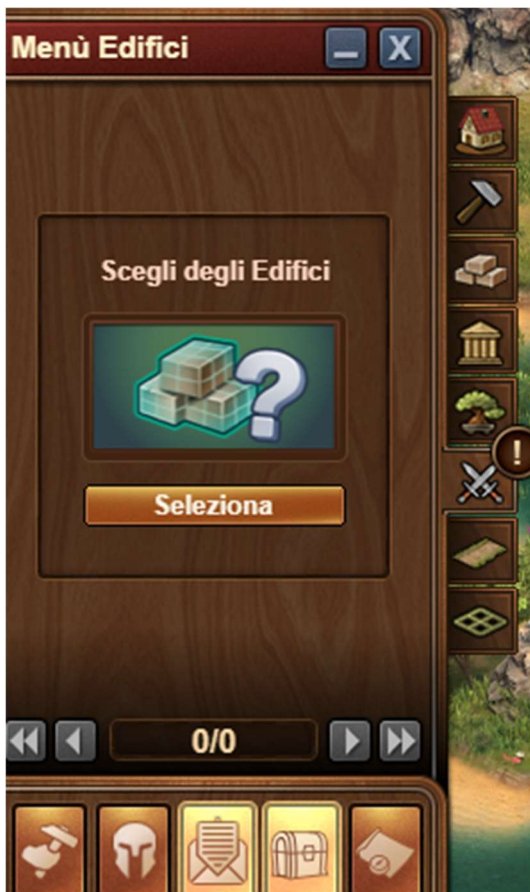 Menù Edifici
X
Scegli degli Edifici
?
Seleziona
!
0/0